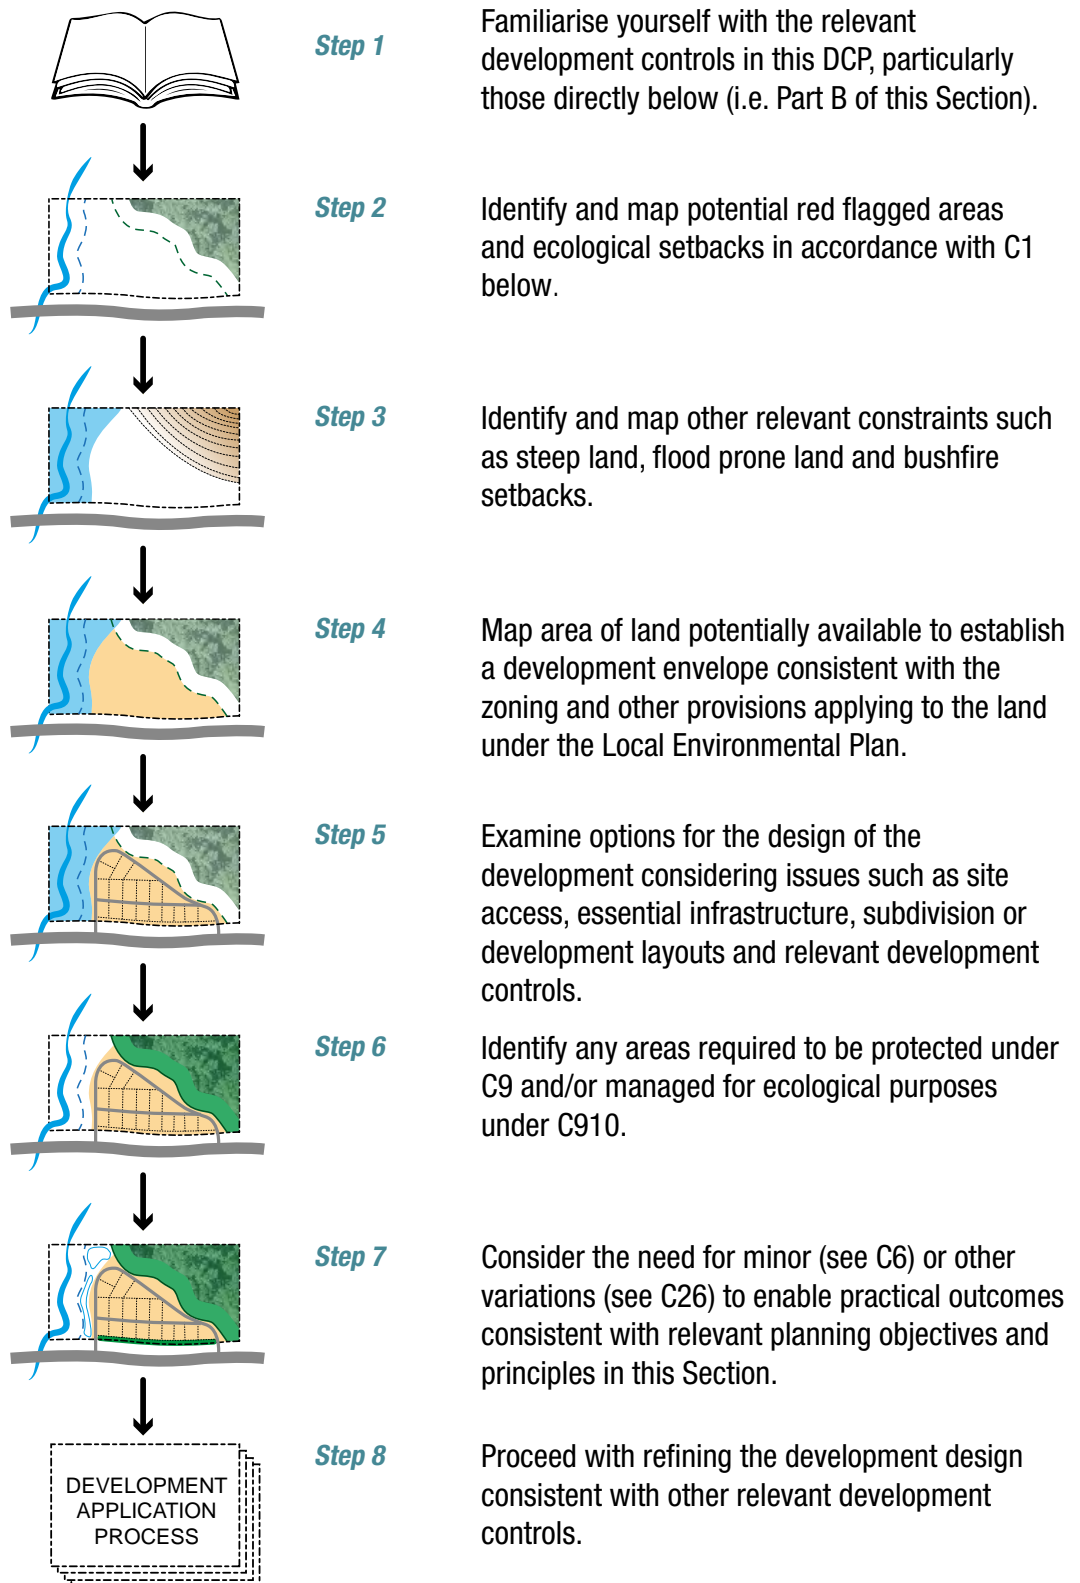 Step 1
Familiarise yourself with the relevant
development controls in this DCP, particularly
those directly below (i.e. Part B of this Section).
Step 2
Identify and map potential red flagged areas
and ecological setbacks in accordance with C1
below.
Step 3
Identify and map other relevant constraints such
as steep land, flood prone land and bushfire
setbacks.
Step 4
Map area of land potentially available to establish
a development envelope consistent with the
zoning and other provisions applying to the land
under the Local Environmental Plan.
Step 5
Examine options for the design of the
development considering issues such as site
access, essential infrastructure, subdivision or
development layouts and relevant development
controls.
Step 6
Identify any areas required to be protected under
C9 and/or managed for ecological purposes
under C910.
Step 7
Consider the need for minor (see C6) or other
variations (see C26) to enable practical outcomes
consistent with relevant planning objectives and
principles in this Section.
DEVELOPMENT
APPLICATION
PROCESS
Step 8
Proceed with refining the development design
consistent with other relevant development
controls.